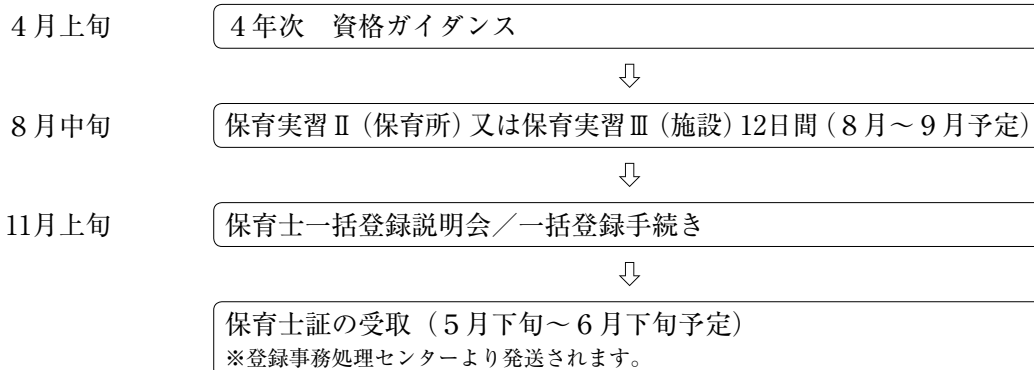 ４月上旬　４年次　資格ガイダンス
⇩
８月中旬　保育実習Ⅱ（保育所）又は保育実習Ⅲ（施設）12日間（８月～９月予定）
⇩
11月上旬　保育士一括登録説明会／一括登録手続き
⇩
保育士証の受取（５月下旬～６月下旬予定）
※登録事務処理センターより発送されます。